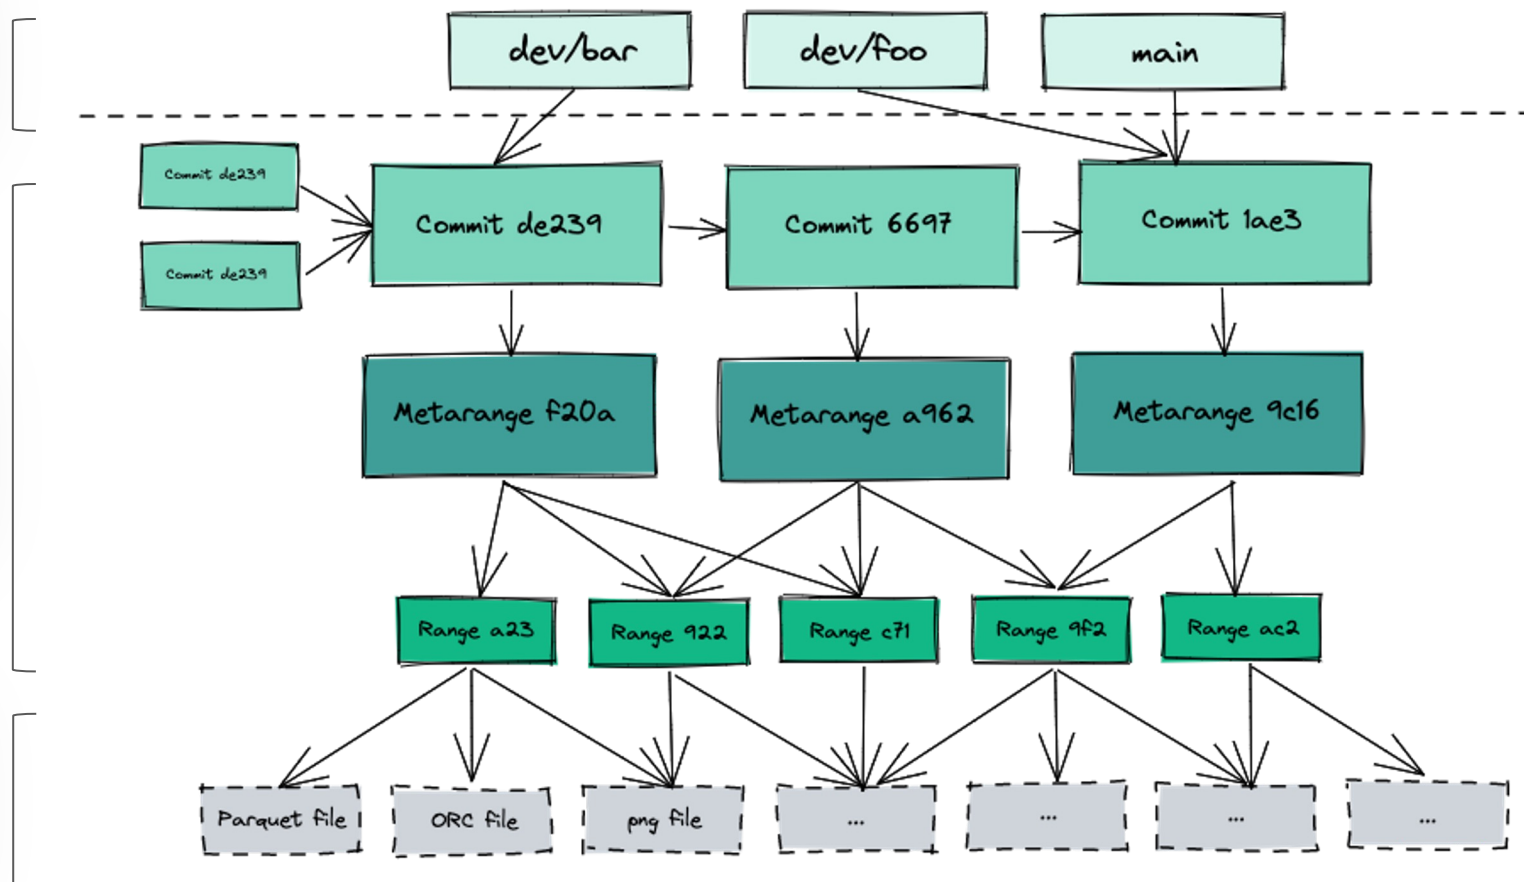 dev/bar
dev/foo
main
Commit de239
Commit de239
Commit 6697
Commit 1ae3
Commit de239
Metarange f20a
Metarange a962
Metarange 9c16
Range a23
Range 922
Range c71
Range 9f2
Range ac2
Parquet file
ORC file
png file
...
...
...
...